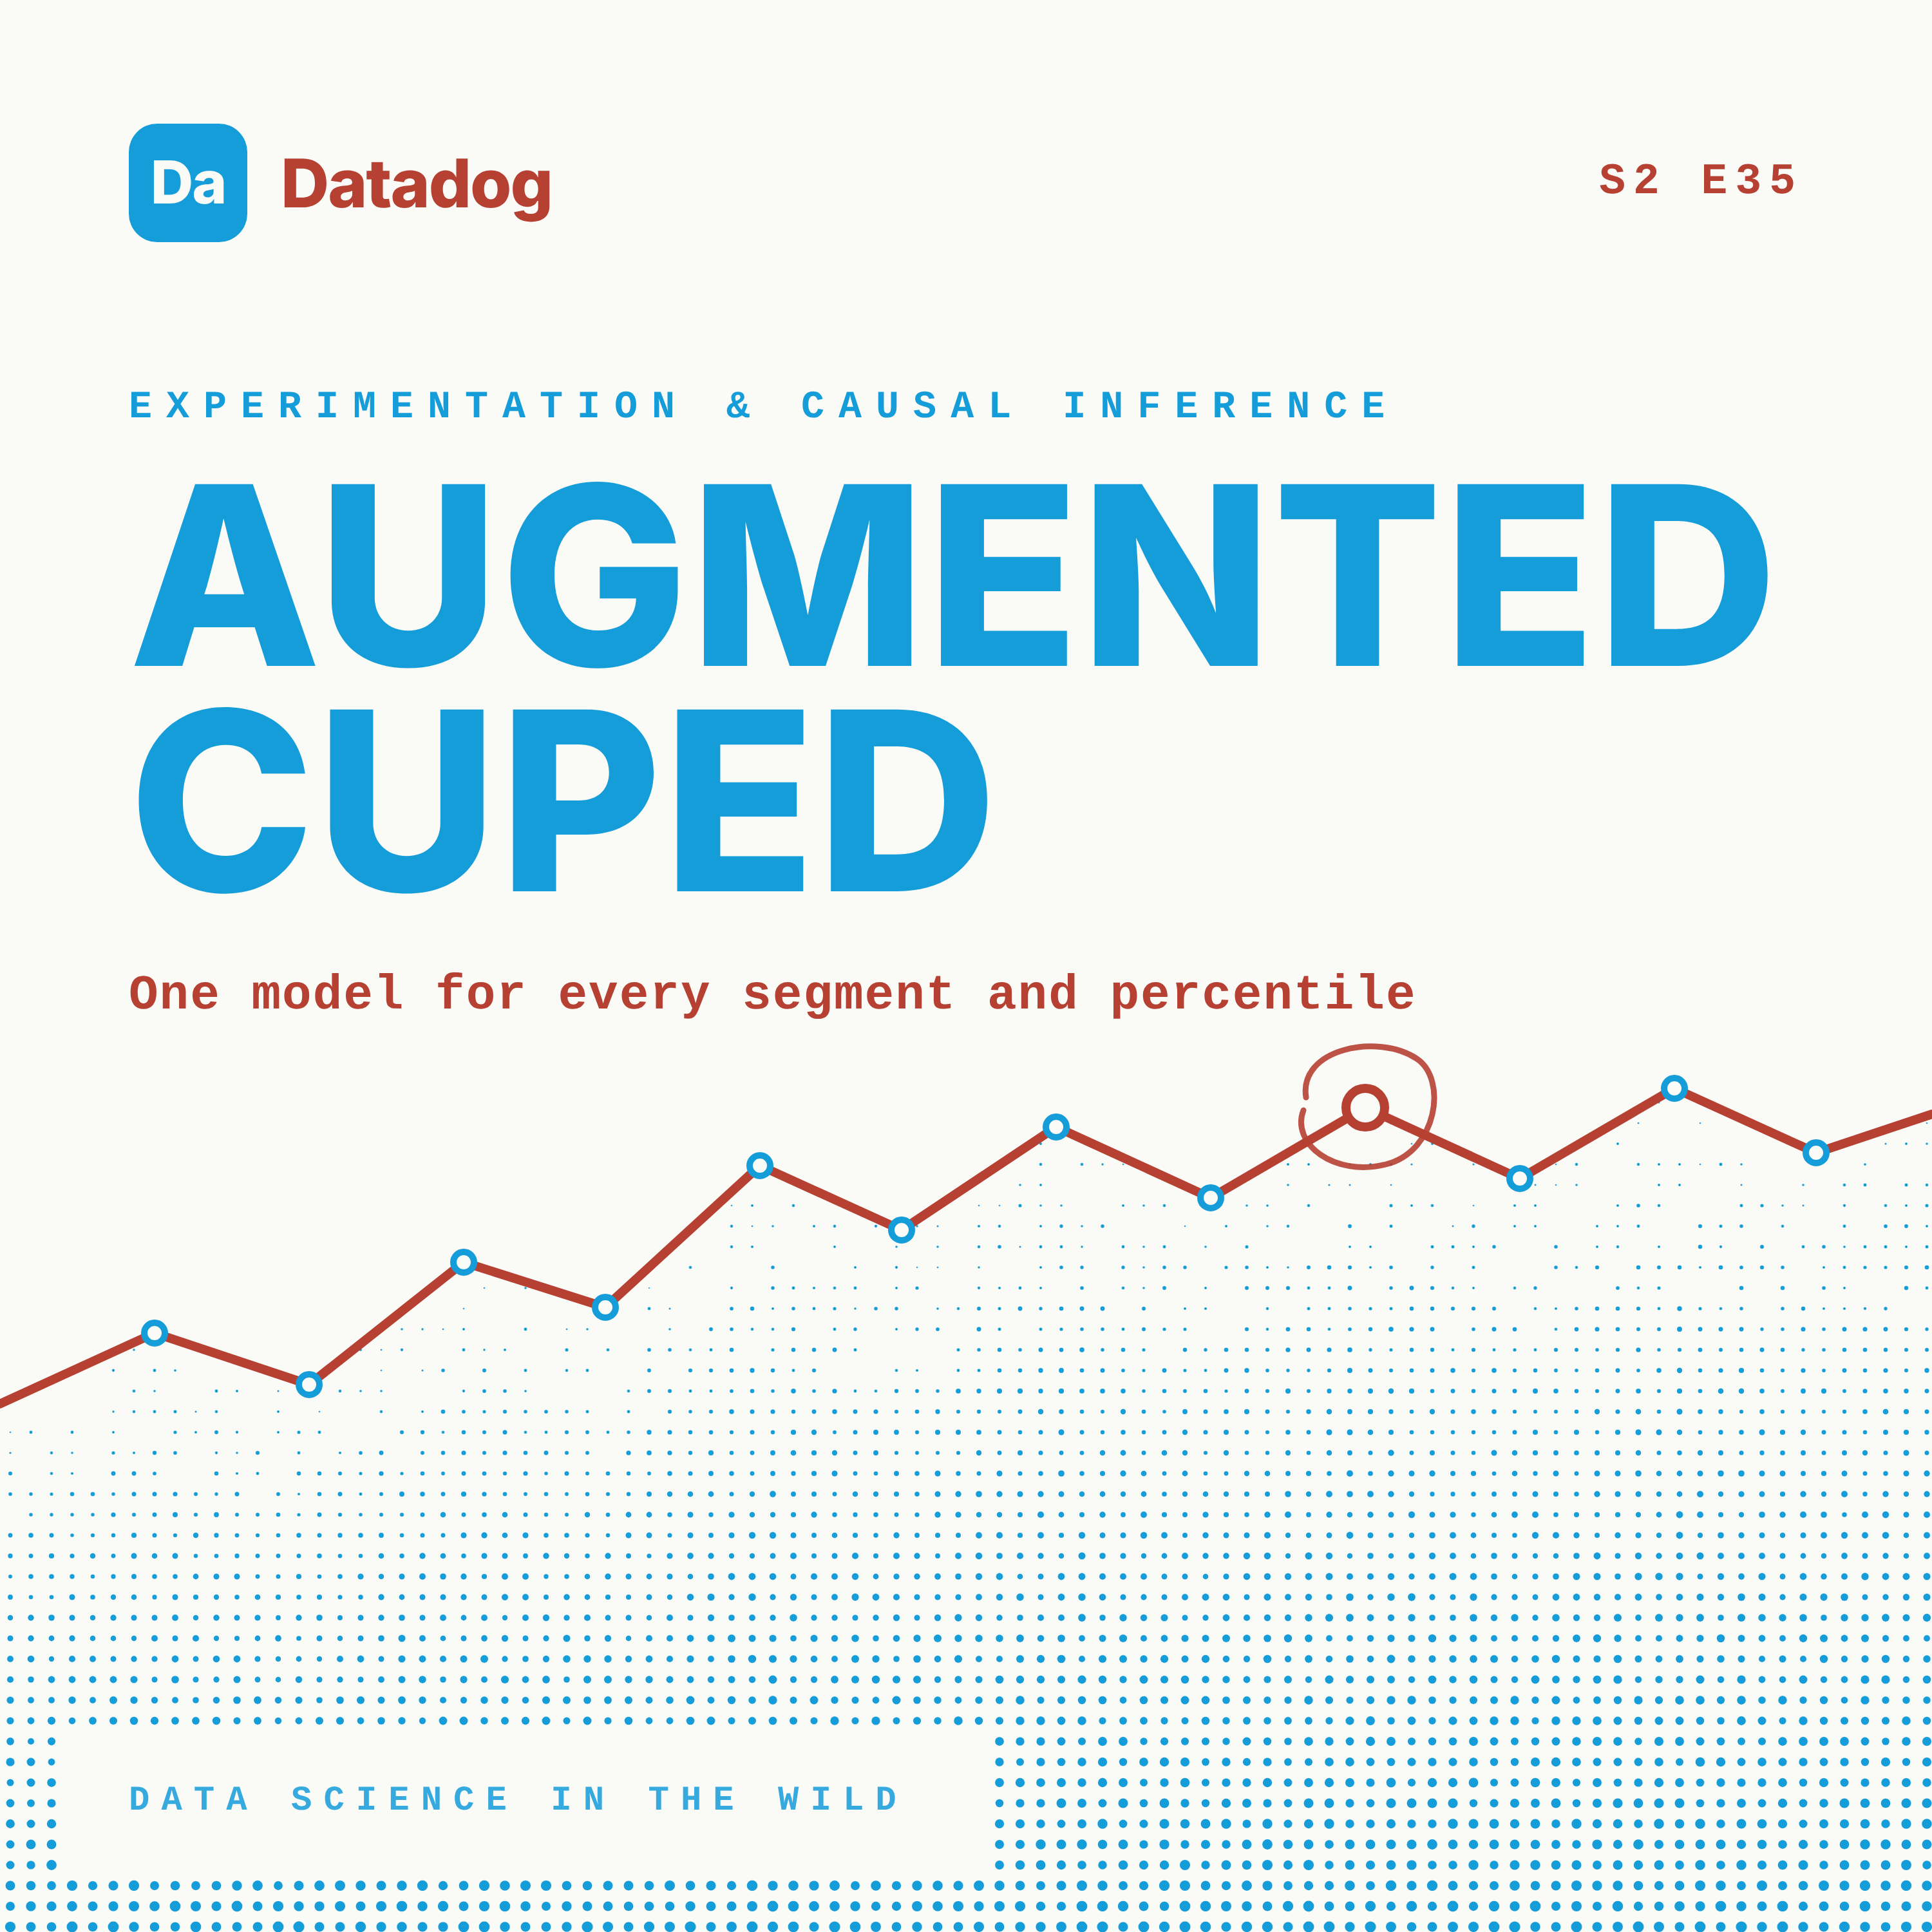 Da
Datadog
S2 E35
EXPERIMENTATION & CAUSAL INFERENCE
AUGMENTED
CUPED
One model for every segment and percentile
DATA SCIENCE IN THE WILD